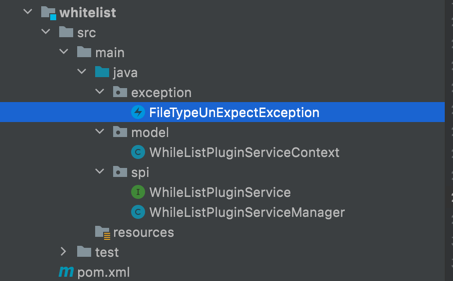 whitelist
src
main
java
exception
FileTypeUnExpectException
model
WhileListPluginServiceContext
spi
WhileListPluginService
WhileListPluginServiceManager
resources
test
pom.xml